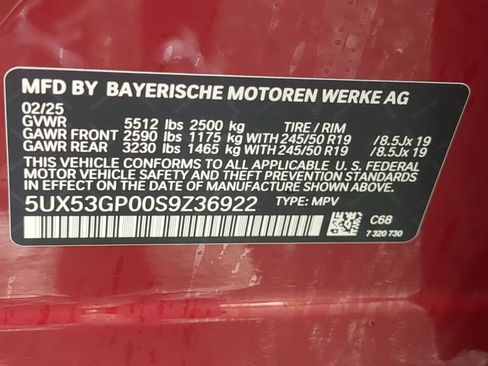 MFD BY BAYERISCHE MOTOREN WERKE AG
02/25
GVWR 5512 lbs 2500 kg TIRE / RIM
GAWR FRONT 2590 lbs 1175 kg WITH 245/50 R19 /8.5Jx 19
GAWR REAR 3230 lbs 1465 kg WITH 245/50 R19 /8.5Jx 19
THIS VEHICLE CONFORMS TO ALL APPLICABLE U. S. FEDERAL
MOTOR VEHICLE SAFETY AND THEFT PREVENTION STANDARDS
IN EFFECT ON THE DATE OF MANUFACTURE SHOWN ABOVE.
5UX53GP00S9Z36922 TYPE: MPV
C68
7 320 730